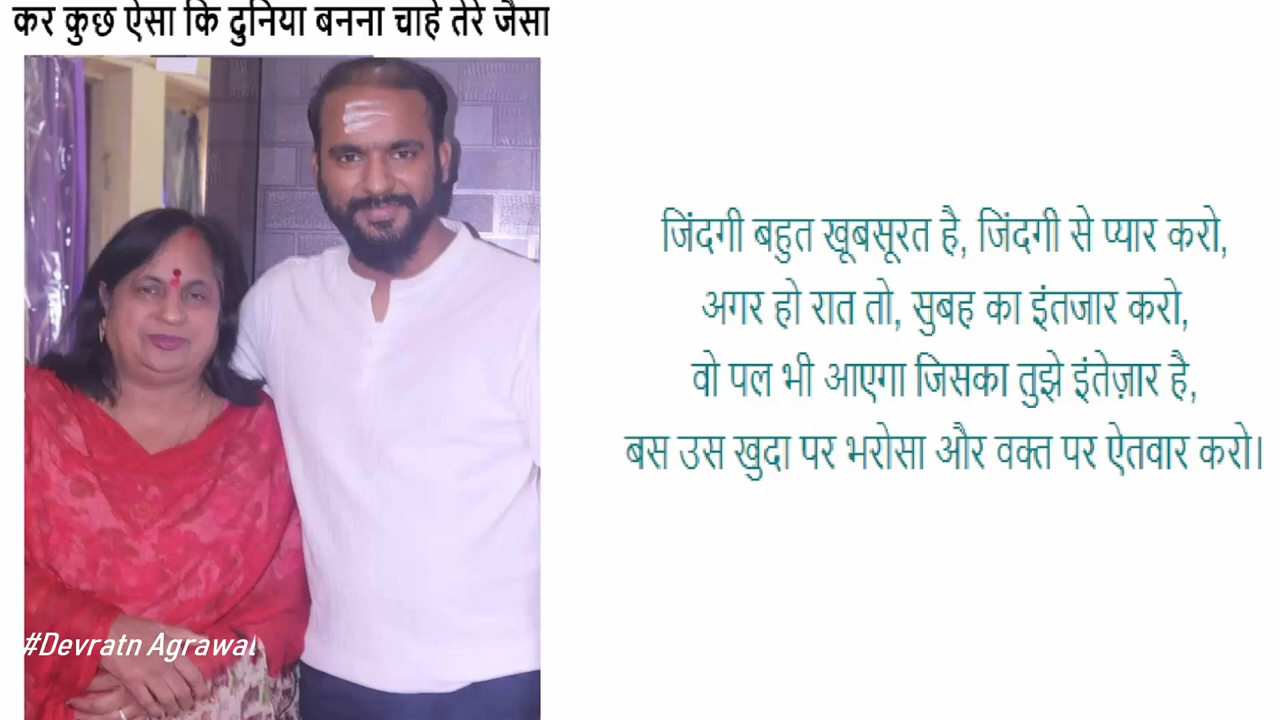 कर कुछ ऐसा कि दुनिया बनना चाहे तेरे जैसा
जिंदगी बहुत खूबसूरत है, जिंदगी से प्यार करो,
अगर हो रात तो, सुबह का इंतजार करो,
वो पल भी आएगा जिसका तुझे इंतेज़ार है,
बस उस खुदा पर भरोसा और वक्त पर ऐतवार करो।
#Devratn Agrawal